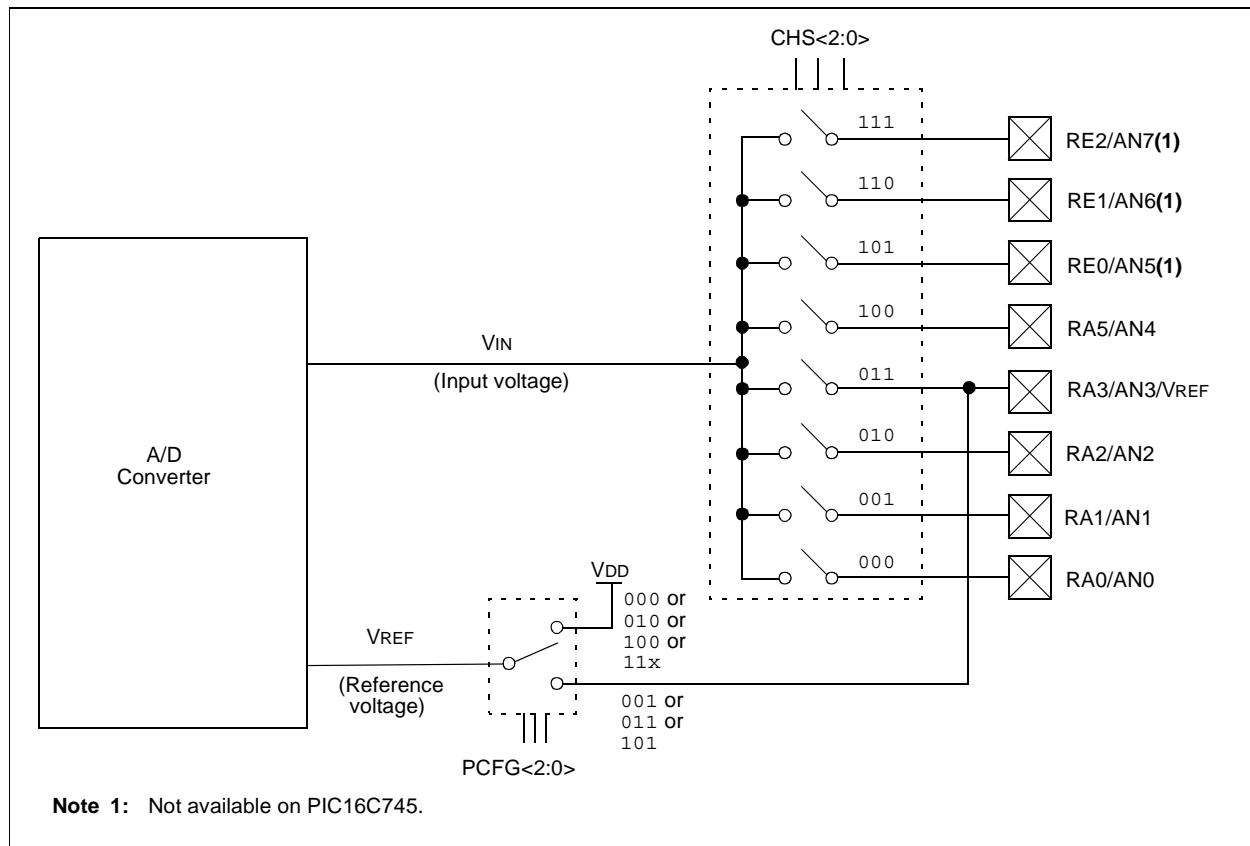 CHS<2:0>
111
RE2/AN7(1)
110
RE1/AN6(1)
101
RE0/AN5(1)
100
RA5/AN4
VIN
(Input voltage)
011
RA3/AN3/VREF
A/D
Converter
010
RA2/AN2
001
RA1/AN1
000
RA0/AN0
VDD
000 or
010 or
100 or
11x
VREF
(Reference
voltage)
001 or
011 or
101
PCFG<2:0>
Note 1: Not available on PIC16C745.